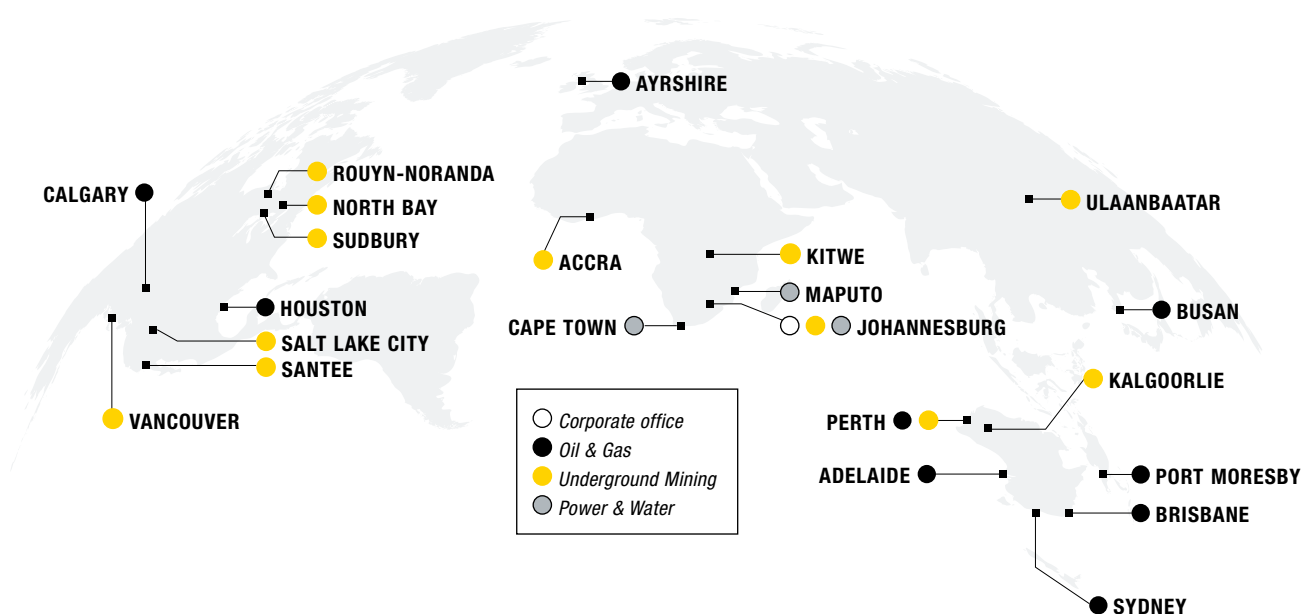 AYRSHIRE
ROUYN-NORANDA
CALGARY
NORTH BAY
ULAANBAATAR
SUDBURY
ACCRA
KITWE
MAPUTO
HOUSTON
BUSAN
CAPE TOWN
JOHANNESBURG
SALT LAKE CITY
SANTEE
KALGOORLIE
VANCOUVER
Corporate office
Oil & Gas
Underground Mining
Power & Water
PERTH
ADELAIDE
PORT MORESBY
BRISBANE
SYDNEY